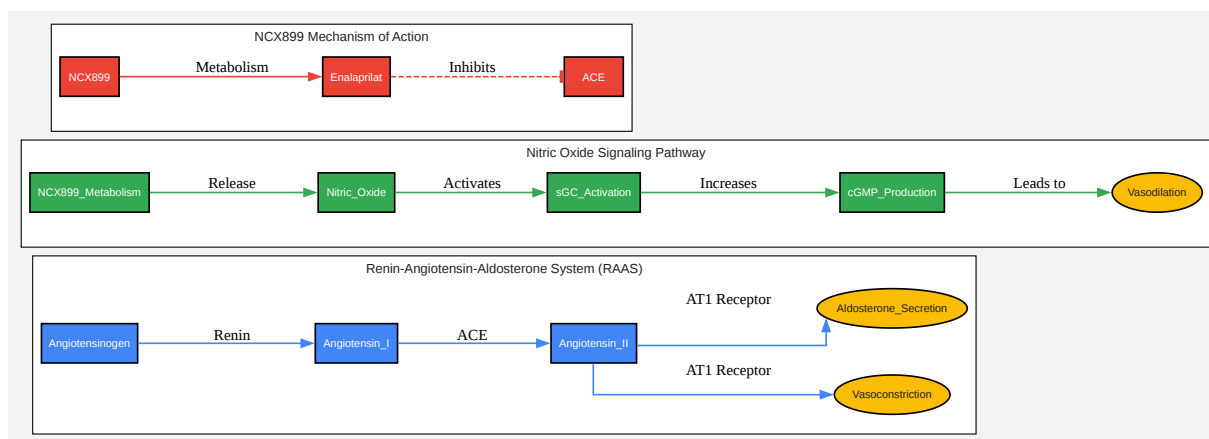 NCX899 Mechanism of Action
NCX899
Metabolism
Enalaprilat
Inhibits
ACE
Nitric Oxide Signaling Pathway
NCX899_Metabolism
Release
Nitric_Oxide
Activates
sGC_Activation
Increases
cGMP_Production
Leads to
Vasodilation
Renin-Angiotensin-Aldosterone System (RAAS)
Angiotensinogen
Renin
Angiotensin_I
ACE
Angiotensin_II
AT1 Receptor
Aldosterone_Secretion
AT1 Receptor
Vasoconstriction